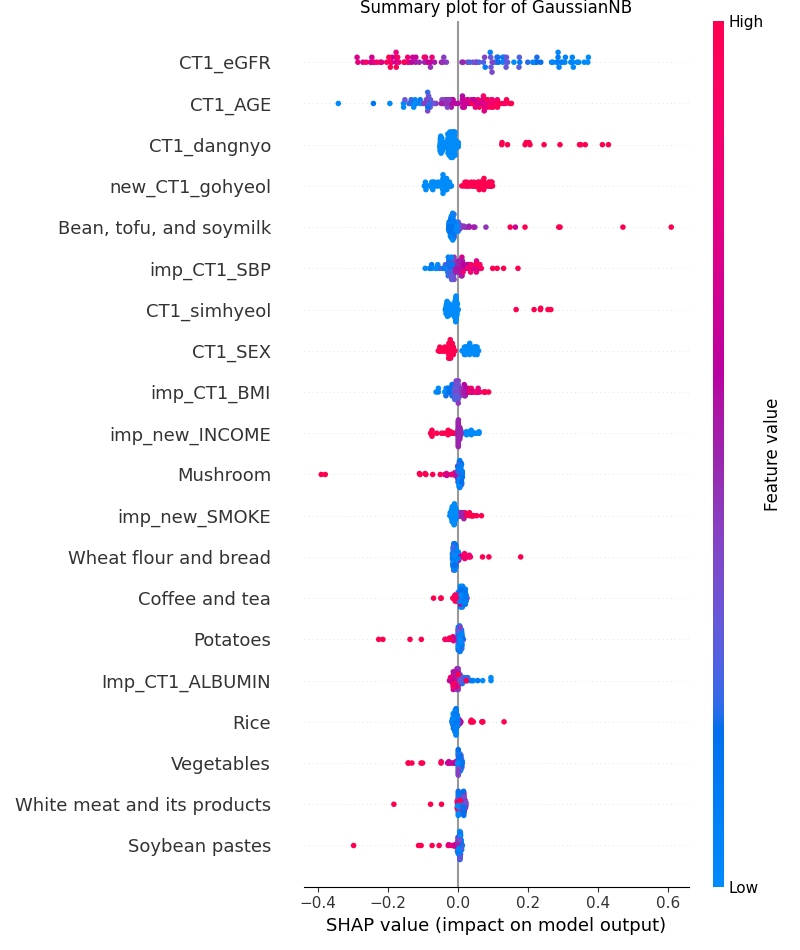 Summary plot for of GaussianNB
High
CT1_eGFR
CT1_AGE
CT1_dangnyo
new_CT1_gohyeol
Bean, tofu, and soymilk
imp_CT1_SBP
CT1_simhyeol
CT1_SEX
imp_CT1_BMI
imp_new_INCOME
Mushroom
imp_new_SMOKE
Wheat flour and bread
Coffee and tea
Potatoes
Imp_CT1_ALBUMIN
Rice
Vegetables
White meat and its products
Soybean pastes
Feature value
Low
−0.4 −0.2 0.0 0.2 0.4 0.6
SHAP value (impact on model output)